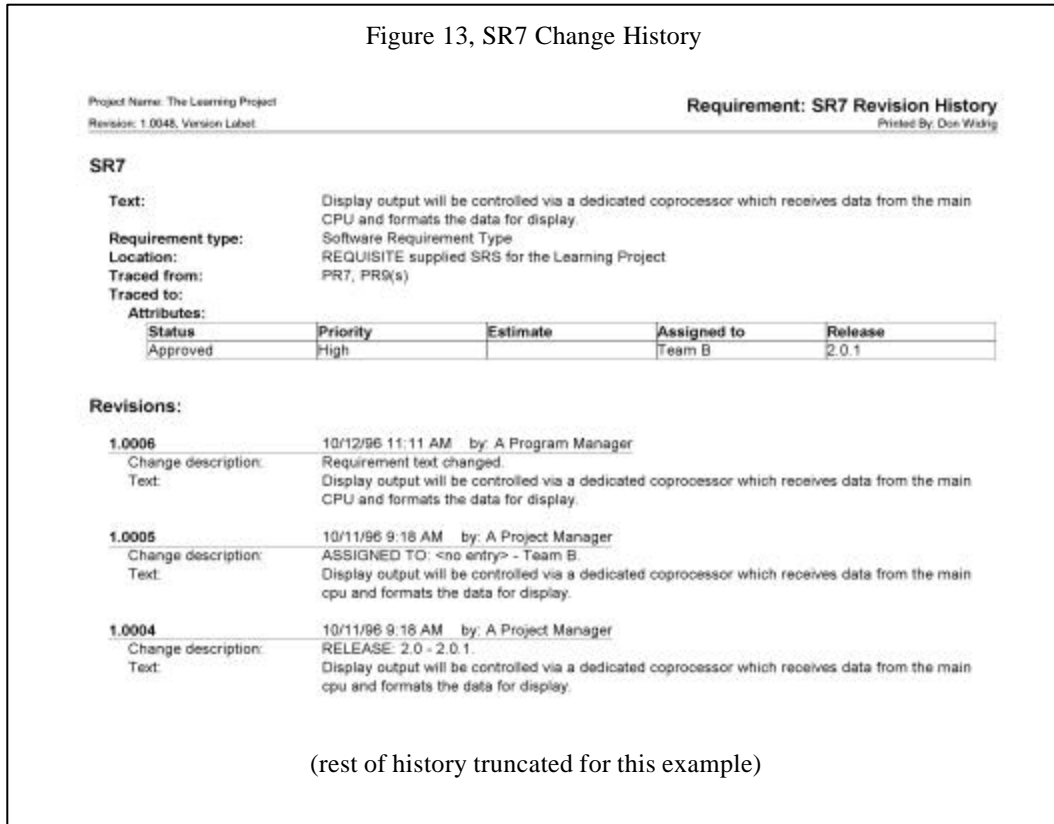 Figure 13, SR7 Change History
Project Name: The Learning Project
Requirement: SR7 Revision History
Revision: 1.0048, Version Label:
Printed By: Don Widrig
SR7
Text: Display output will be controlled via a dedicated coprocessor which receives data from the main
CPU and formats the data for display.
Requirement type: Software Requirement Type
Location: REQUISITE supplied SRS for the Learning Project
Traced from: PR7, PR9(s)
Traced to:
Attributes:
Status Priority Estimate Assigned to Release
Approved High Team B 2.0.1
Revisions:
1.0006 10/12/96 11:11 AM by: A Program Manager
Change description: Requirement text changed.
Text: Display output will be controlled via a dedicated coprocessor which receives data from the main
CPU and formats the data for display.
1.0005 10/11/96 9:18 AM by: A Project Manager
Change description: ASSIGNED TO: <no entry> - Team B.
Text: Display output will be controlled via a dedicated coprocessor which receives data from the main
cpu and formats the data for display.
1.0004 10/11/96 9:18 AM by: A Project Manager
Change description: RELEASE: 2.0 - 2.0.1.
Text: Display output will be controlled via a dedicated coprocessor which receives data from the main
cpu and formats the data for display.
(rest of history truncated for this example)